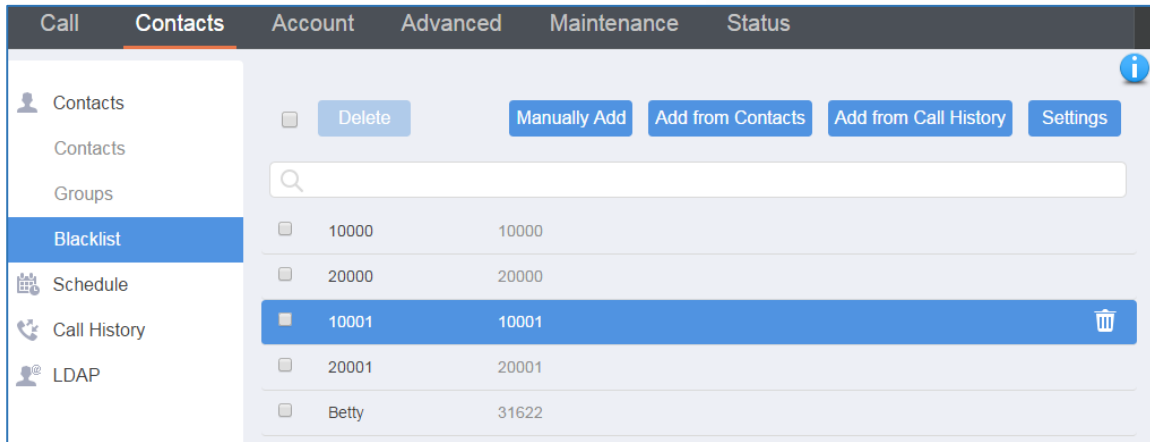 Call Contacts Account Advanced Maintenance Status
i
Contacts
Contacts
Groups
Blacklist
Schedule
Call History
LDAP
Delete Manually Add Add from Contacts Add from Call History Settings
10000 10000
20000 20000
10001 10001
20001 20001
Betty 31622